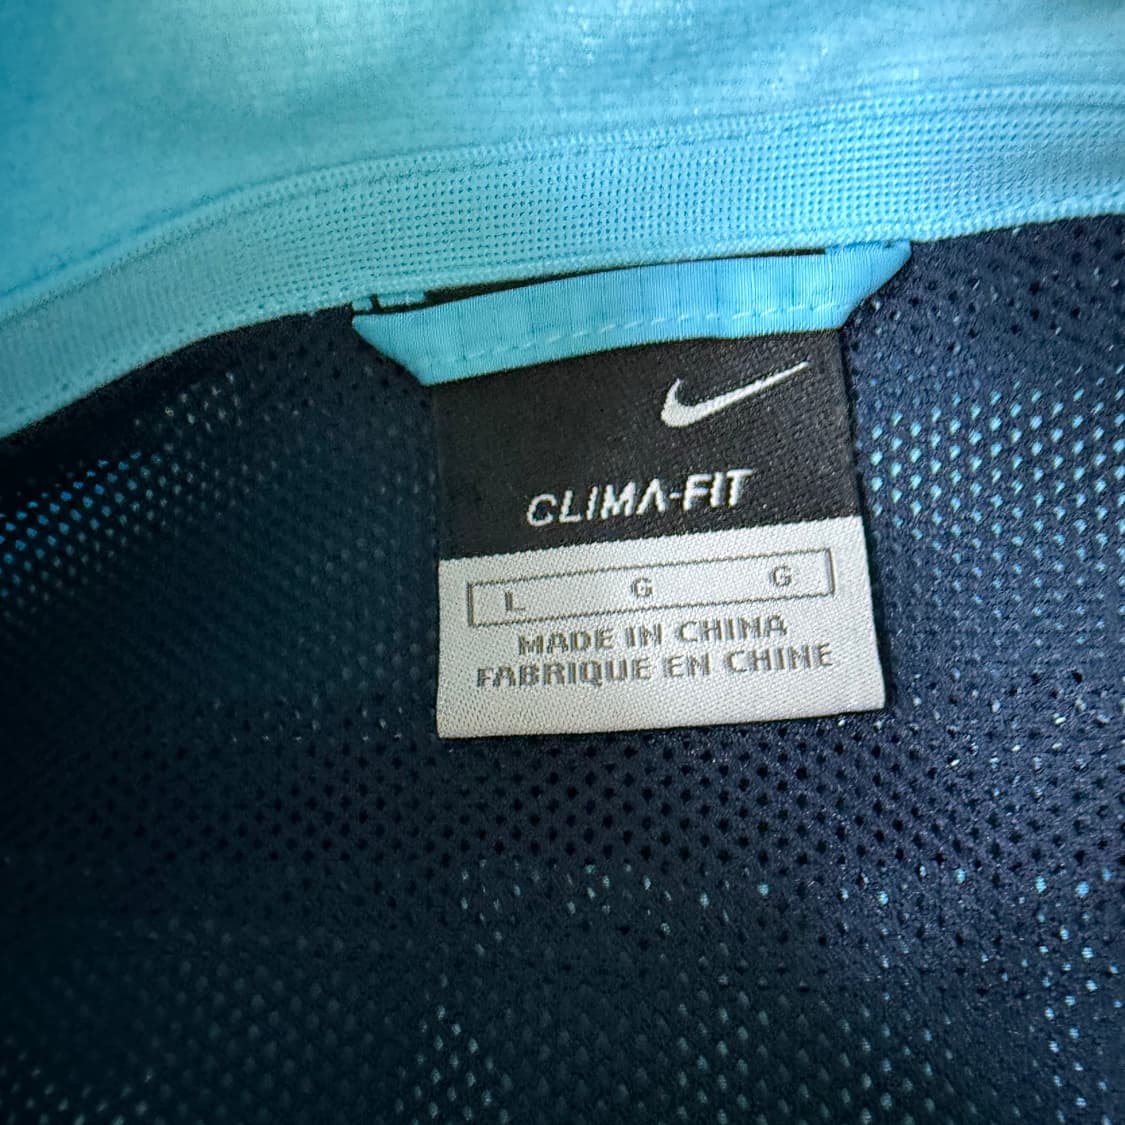 CLIMA-FIT
L G G
MADE IN CHINA
FABRIQUE EN CHINE